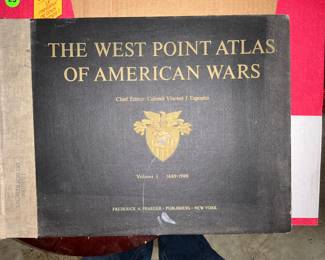 THE WEST POINT ATLAS
OF AMERICAN WARS
Chief Editor: Colonel Vincent J. Esposito
Volume I 1689-1900
FREDERICK A. PRAEGER · PUBLISHERS · NEW YORK